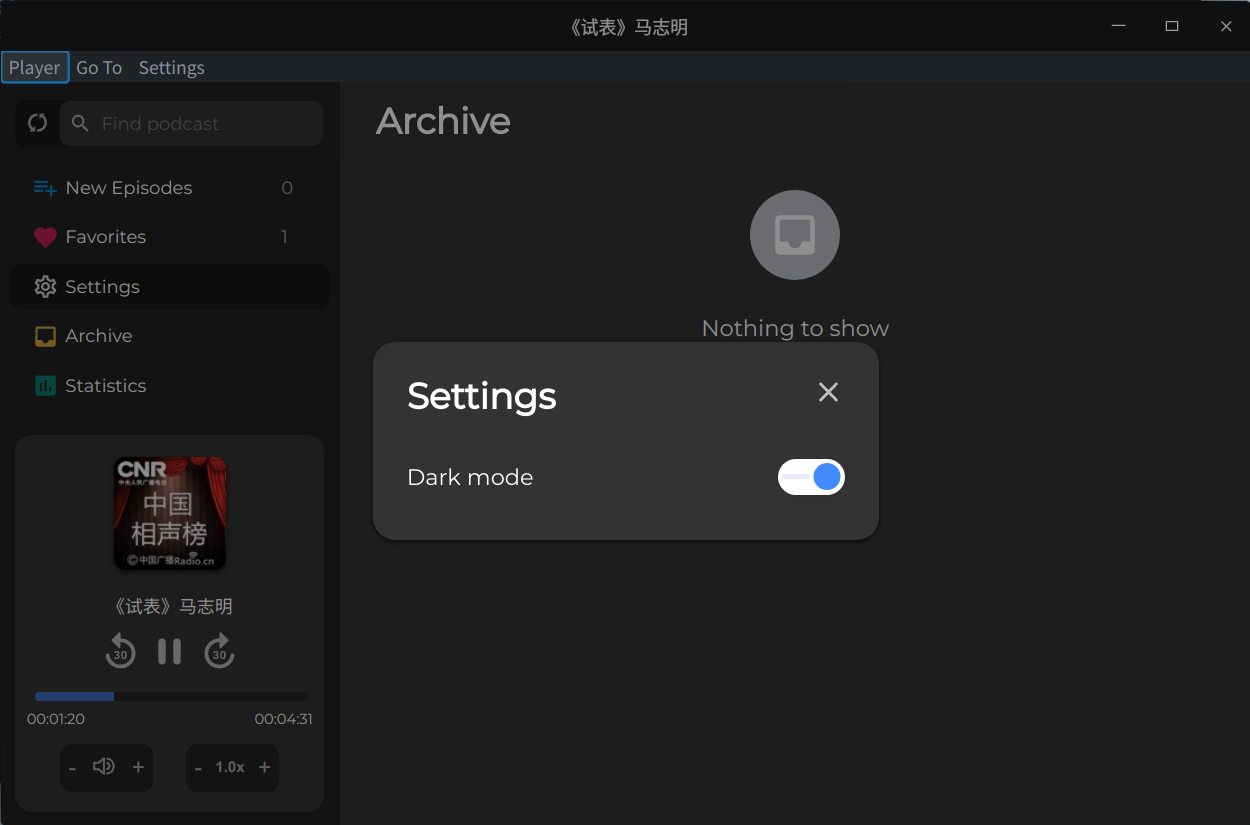 《试表》马志明
Player Go To Settings
Find podcast
New Episodes 0
Favorites 1
Settings
Archive
Statistics
CNR
中央人民广播电台
中国
相声榜
©中国广播Radio.cn
《试表》马志明
30 30
00:01:20 00:04:31
- +
- 1.0x +
Archive
Nothing to show
Settings
Dark mode